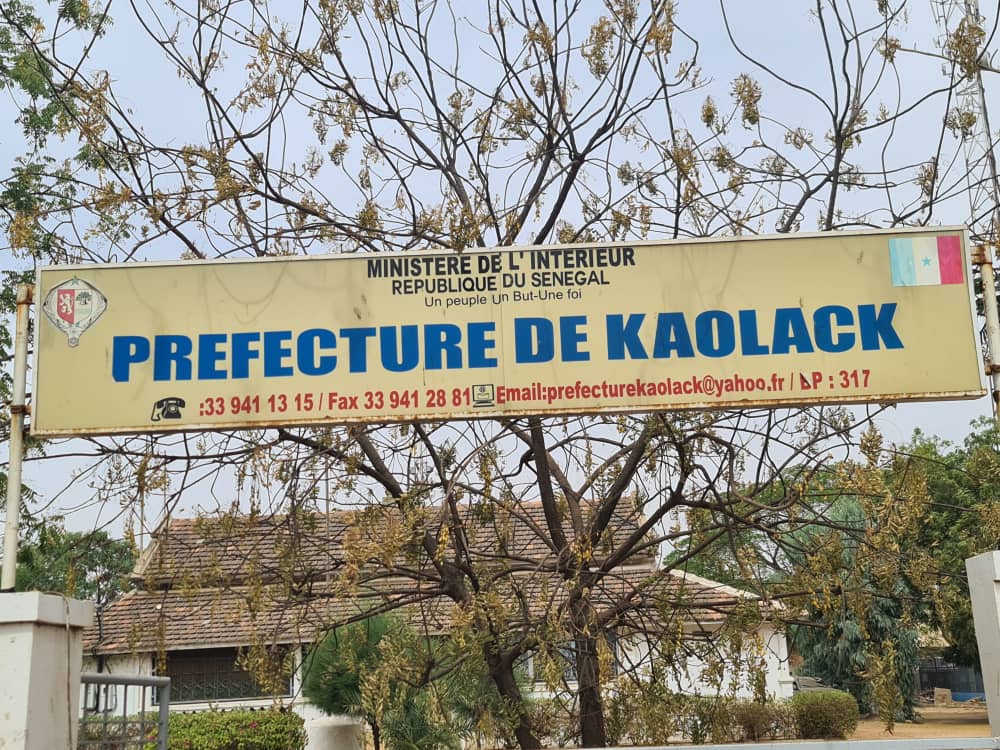 MINISTERE DE L' INTERIEUR
REPUBLIQUE DU SENEGAL
Un peuple Un But-Une foi
PREFECTURE DE KAOLACK
:33 941 13 15 / Fax 33 941 28 81 Email:prefecturekaolack@yahoo.fr / BP : 317